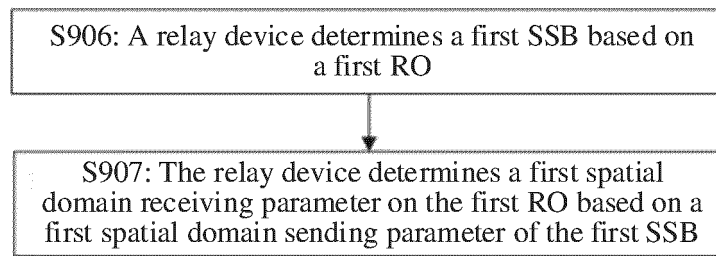 S906: A relay device determines a first SSB based on
a first RO
S907: The relay device determines a first spatial
domain receiving parameter on the first RO based on a
first spatial domain sending parameter of the first SSB